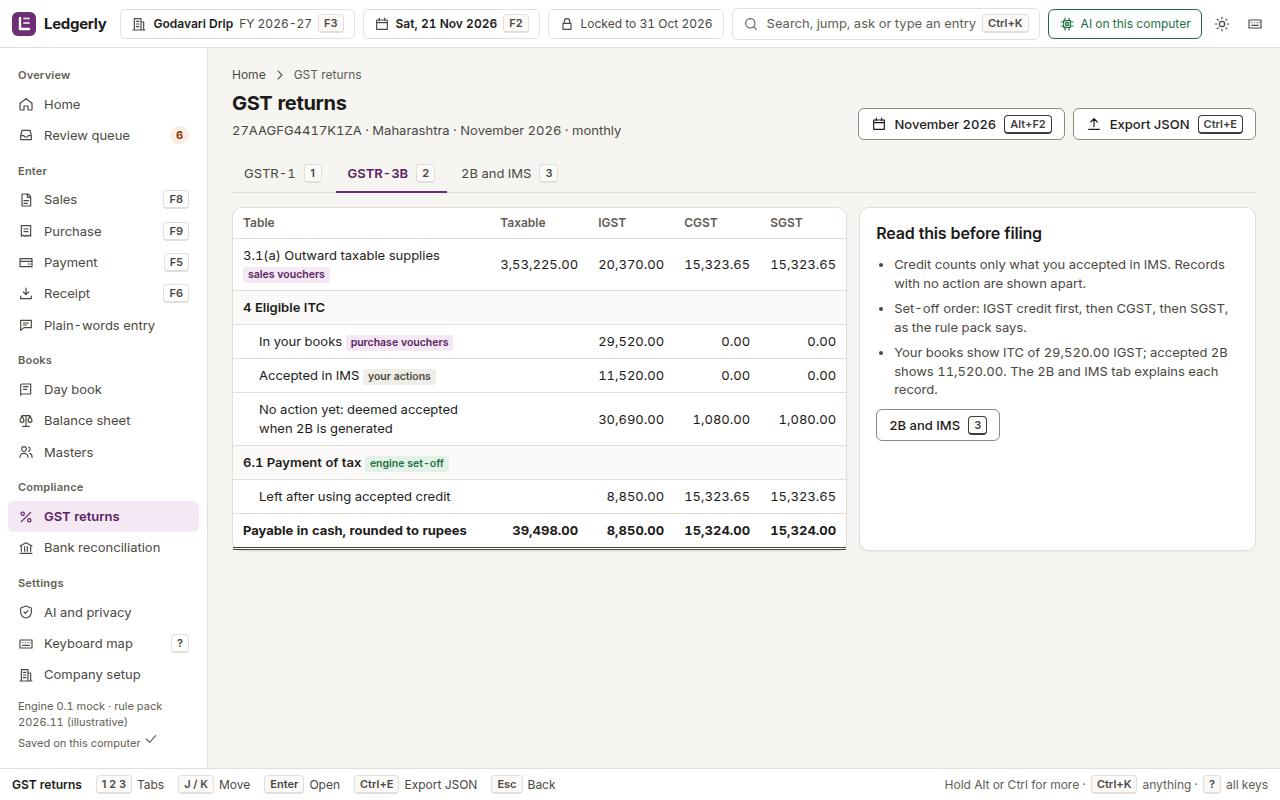 Ledgerly
Godavari Drip FY 2026-27 F3
Sat, 21 Nov 2026 F2
Locked to 31 Oct 2026
Search, jump, ask or type an entry Ctrl+K
AI on this computer
Overview
Home
Review queue 6
Enter
Sales F8
Purchase F9
Payment F5
Receipt F6
Plain-words entry
Books
Day book
Balance sheet
Masters
Compliance
GST returns
Bank reconciliation
Settings
AI and privacy
Keyboard map ?
Company setup
Engine 0.1 mock · rule pack
2026.11 (illustrative)
Saved on this computer
Home > GST returns
GST returns
27AAGFG4417K1ZA · Maharashtra · November 2026 · monthly
November 2026 Alt+F2
Export JSON Ctrl+E
GSTR-1 1
GSTR-3B 2
2B and IMS 3
Table Taxable IGST CGST SGST
3.1(a) Outward taxable supplies
sales vouchers
3,53,225.00 20,370.00 15,323.65 15,323.65
4 Eligible ITC
In your books purchase vouchers 29,520.00 0.00 0.00
Accepted in IMS your actions 11,520.00 0.00 0.00
No action yet: deemed accepted
when 2B is generated
30,690.00 1,080.00 1,080.00
6.1 Payment of tax engine set-off
Left after using accepted credit 8,850.00 15,323.65 15,323.65
Payable in cash, rounded to rupees 39,498.00 8,850.00 15,324.00 15,324.00
Read this before filing
• Credit counts only what you accepted in IMS. Records
with no action are shown apart.
• Set-off order: IGST credit first, then CGST, then SGST,
as the rule pack says.
• Your books show ITC of 29,520.00 IGST; accepted 2B
shows 11,520.00. The 2B and IMS tab explains each
record.
2B and IMS 3
GST returns 1 2 3 Tabs J / K Move Enter Open Ctrl+E Export JSON Esc Back
Hold Alt or Ctrl for more · Ctrl+K anything · ? all keys